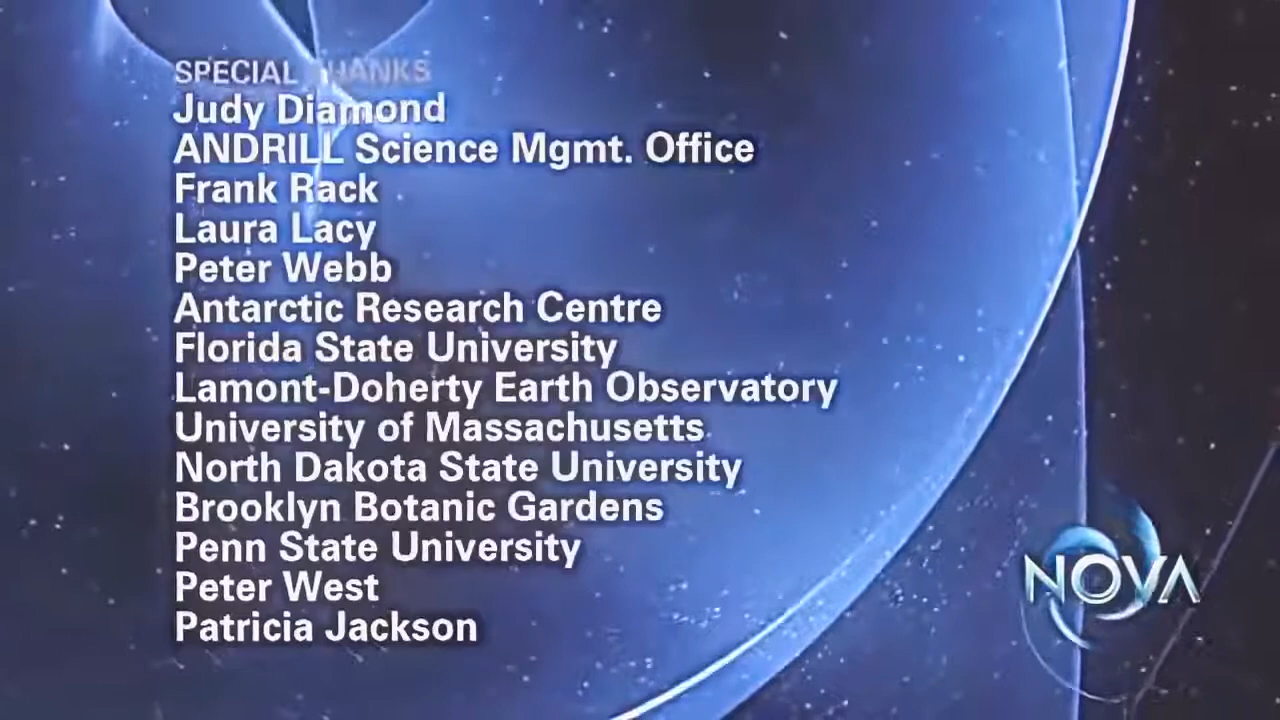 SPECIAL THANKS
Judy Diamond
ANDRILL Science Mgmt. Office
Frank Rack
Laura Lacy
Peter Webb
Antarctic Research Centre
Florida State University
Lamont-Doherty Earth Observatory
University of Massachusetts
North Dakota State University
Brooklyn Botanic Gardens
Penn State University
Peter West
Patricia Jackson
NOVA